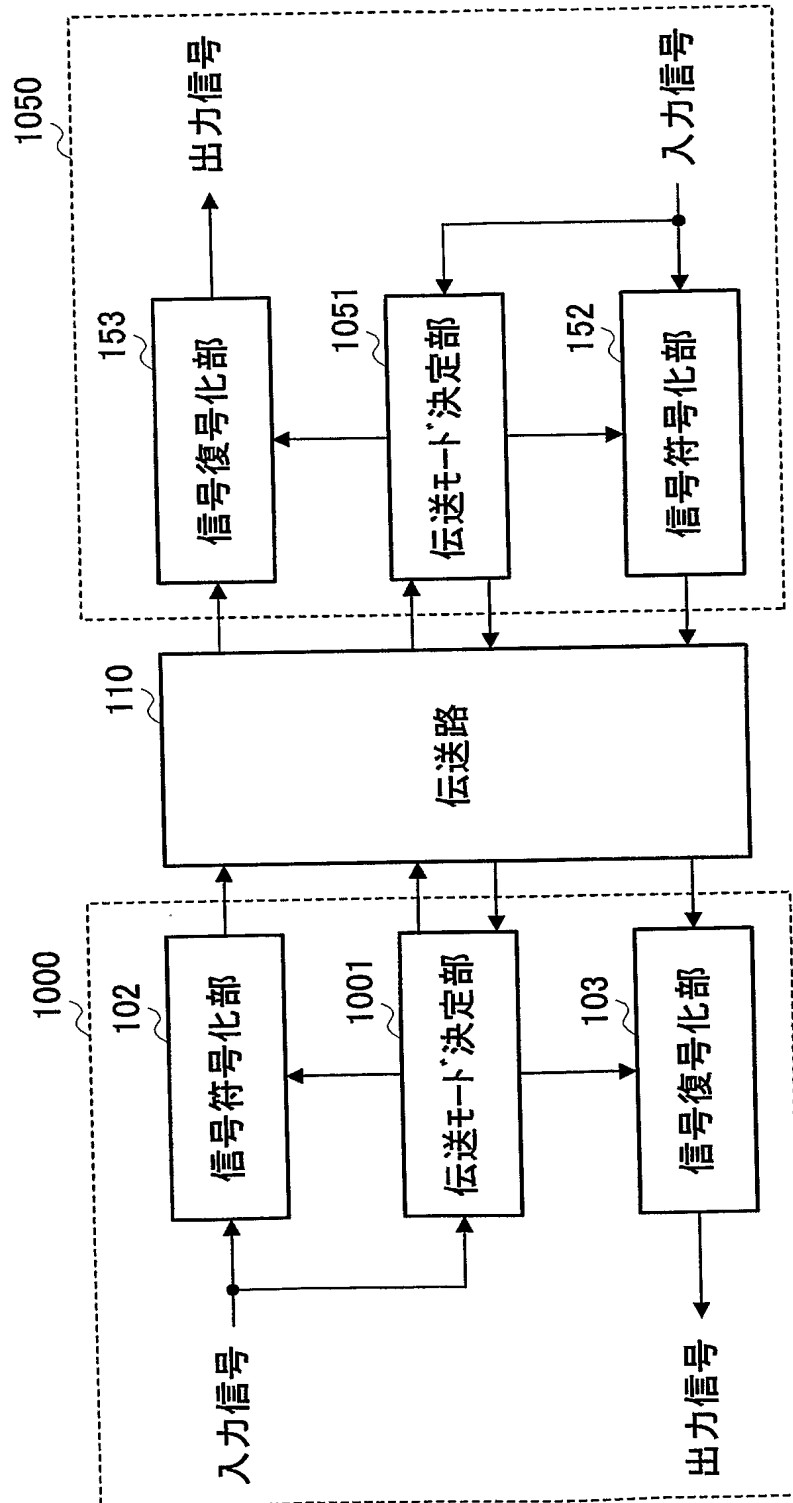 1000
102
信号符号化部
入力信号
1001
伝送モード決定部
103
信号復号化部
出力信号
110
伝送路
1050
153
信号復号化部
出力信号
1051
伝送モード決定部
152
信号符号化部
入力信号